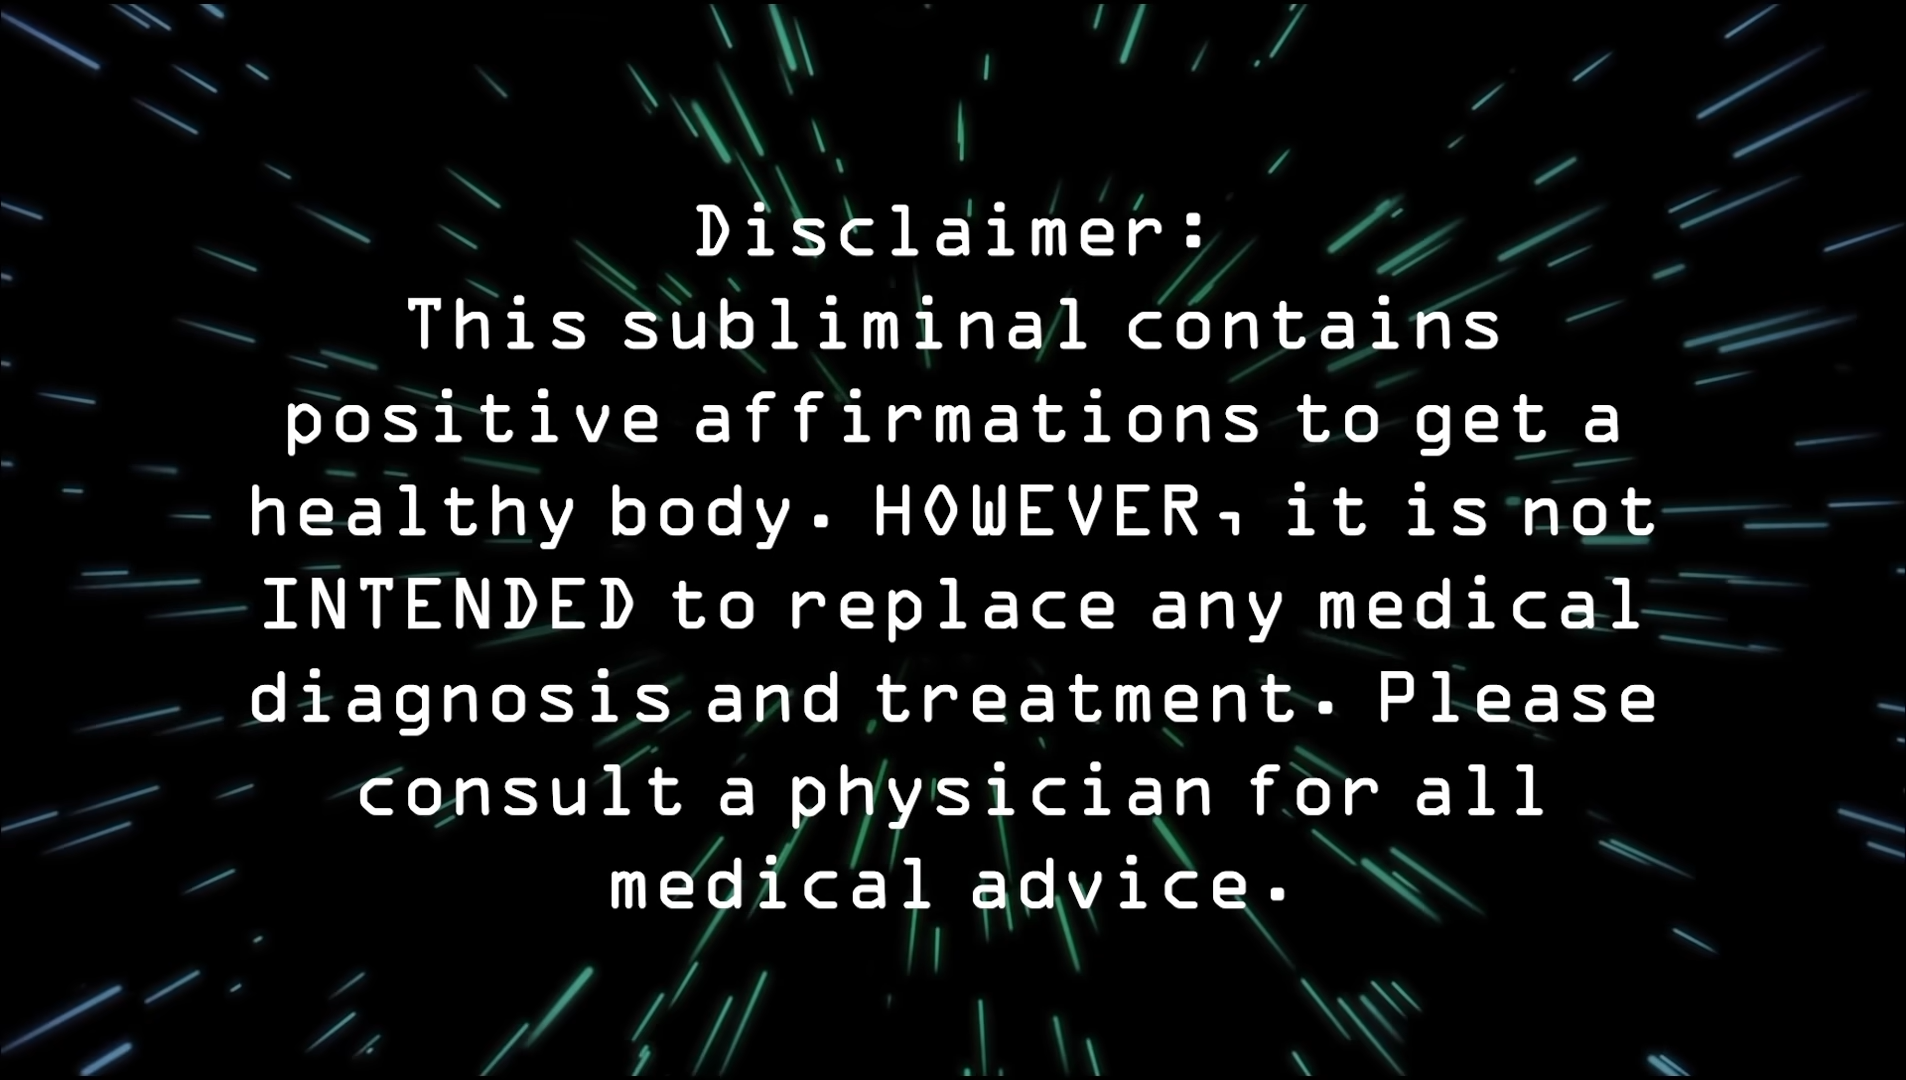 Disclaimer:
This subliminal contains
positive affirmations to get a
healthy body. HOWEVER, it is not
INTENDED to replace any medical
diagnosis and treatment. Please
consult a physician for all
medical advice.